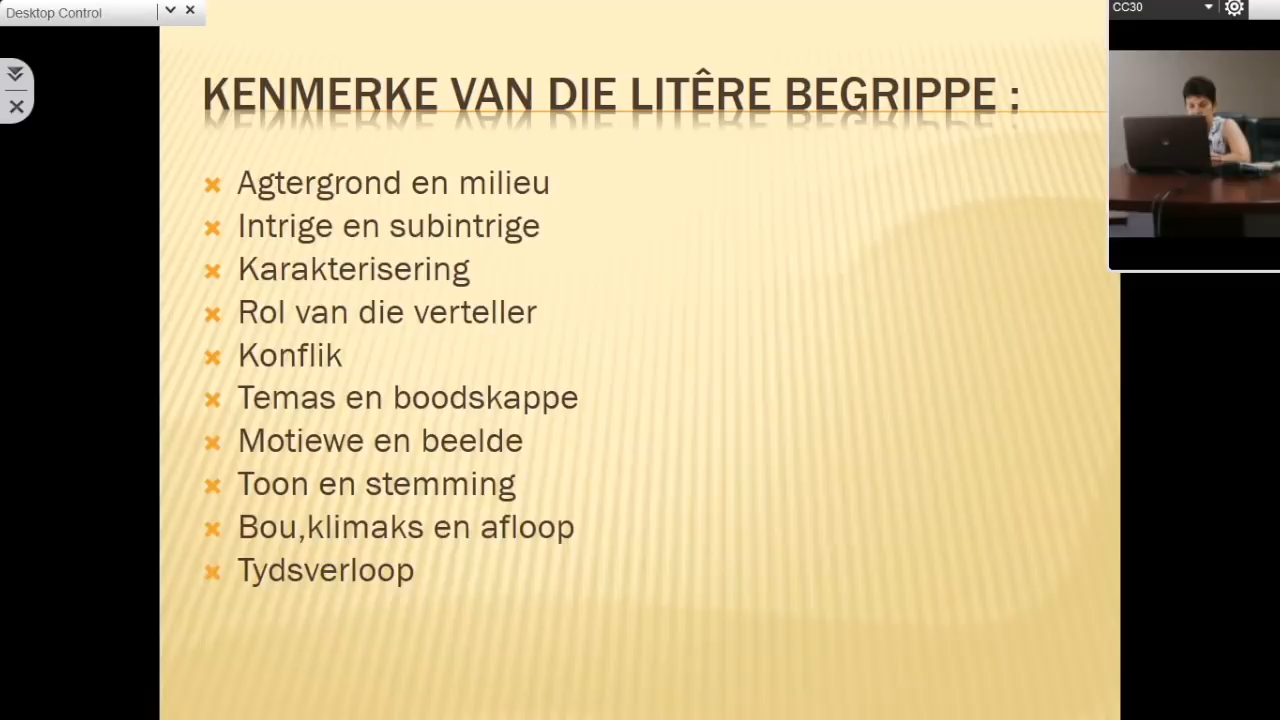 Desktop Control
CC30
KENMERKE VAN DIE LITÊRE BEGRIPPE :
Agtergrond en milieu
Intrige en subintrige
Karakterisering
Rol van die verteller
Konflik
Temas en boodskappe
Motiewe en beelde
Toon en stemming
Bou,klimaks en afloop
Tydsverloop